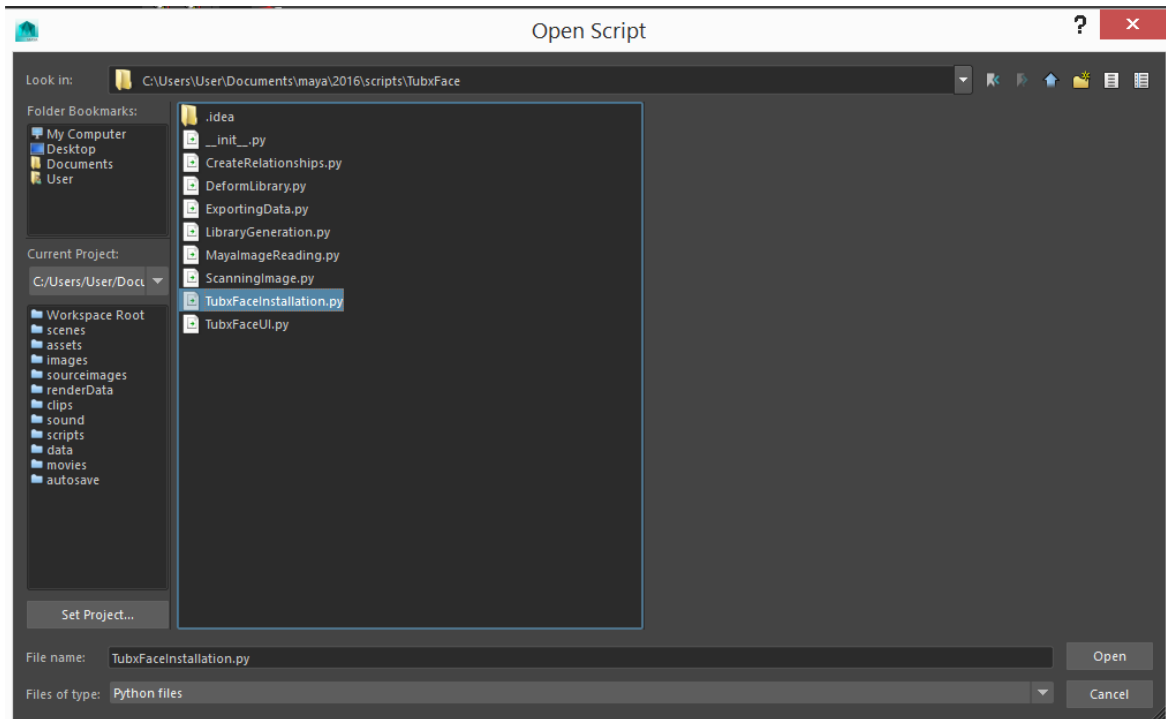 Open Script
?
Look in:
C:\Users\User\Documents\maya\2016\scripts\TubxFace
Folder Bookmarks:
My Computer
Desktop
Documents
User
Current Project:
C:/Users/User/Docu
Workspace Root
scenes
assets
images
sourceimages
renderData
clips
sound
scripts
data
movies
autosave
Set Project...
.idea
__init__.py
CreateRelationships.py
DeformLibrary.py
ExportingData.py
LibraryGeneration.py
MayaImageReading.py
ScanningImage.py
TubxFaceInstallation.py
TubxFaceUI.py
File name:
TubxFaceInstallation.py
Open
Files of type:
Python files
Cancel